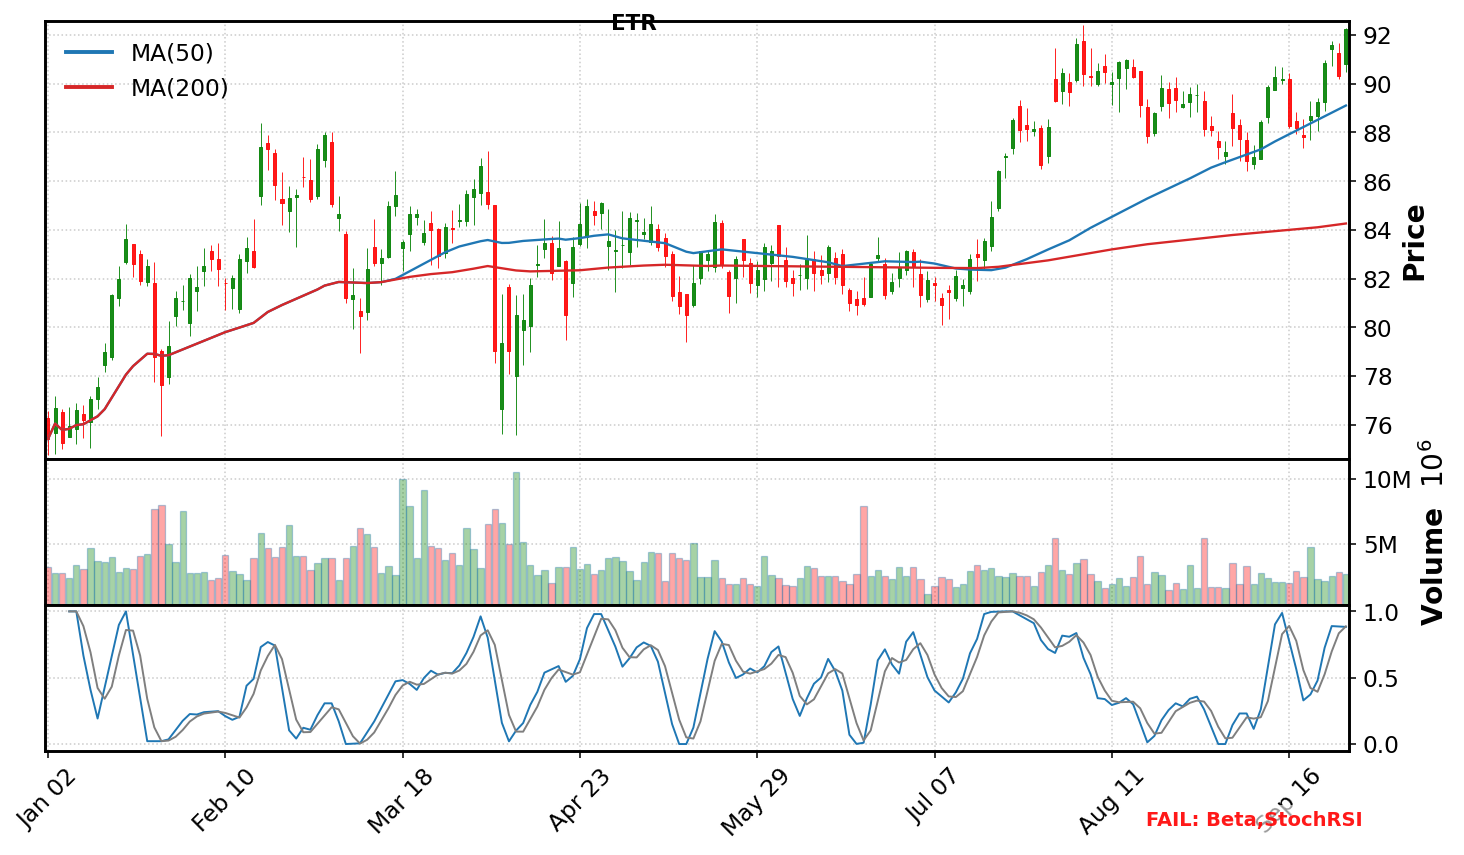 ETR
MA(50)
MA(200)
92
90
88
86
84
82
80
78
76
Price
10M
5M
Volume 10^6
1.0
0.5
0.0
Jan 02
Feb 10
Mar 18
Apr 23
May 29
Jul 07
Aug 11
Sep 16
FAIL: Beta,StochRSI